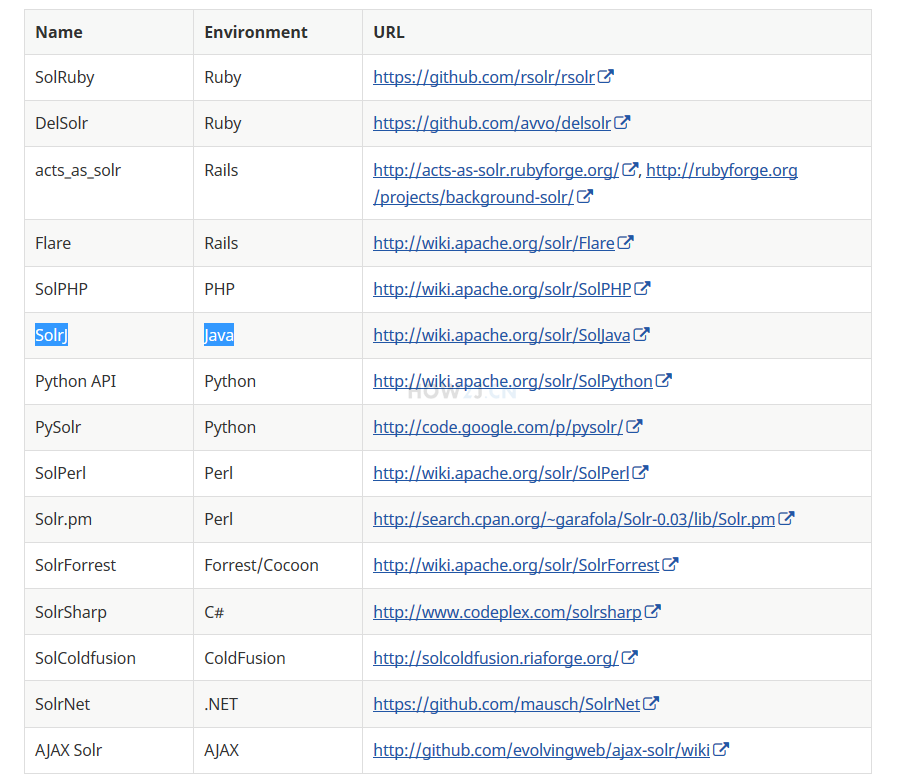 Name Environment URL
SolRuby Ruby https://github.com/rsolr/rsolr
DelSolr Ruby https://github.com/avvo/delsolr
acts_as_solr Rails http://acts-as-solr.rubyforge.org/, http://rubyforge.org
/projects/background-solr/
Flare Rails http://wiki.apache.org/solr/Flare
SolPHP PHP http://wiki.apache.org/solr/SolPHP
SolrJ Java http://wiki.apache.org/solr/SolJava
Python API Python http://wiki.apache.org/solr/SolPython
HOW2J.CN
PySolr Python http://code.google.com/p/pysolr/
SolPerl Perl http://wiki.apache.org/solr/SolPerl
Solr.pm Perl http://search.cpan.org/~garafola/Solr-0.03/lib/Solr.pm
SolrForrest Forrest/Cocoon http://wiki.apache.org/solr/SolrForrest
SolrSharp C# http://www.codeplex.com/solrsharp
SolColdfusion ColdFusion http://solcoldfusion.riaforge.org/
SolrNet .NET https://github.com/mausch/SolrNet
AJAX Solr AJAX http://github.com/evolvingweb/ajax-solr/wiki